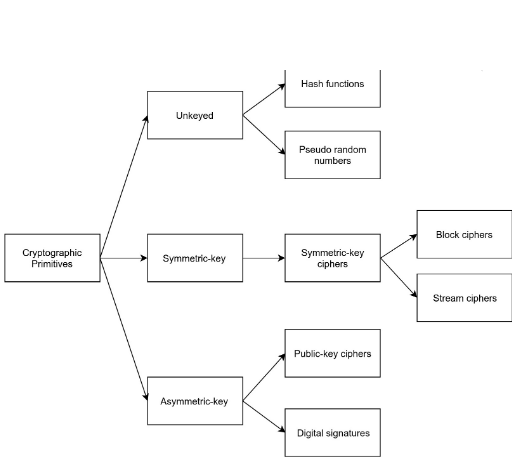 Hash functions
Unkeyed
Pseudo random
numbers
Cryptographic
Primitives
Symmetric-key
Symmetric-key
ciphers
Block ciphers
Stream ciphers
Public-key ciphers
Asymmetric-key
Digital signatures